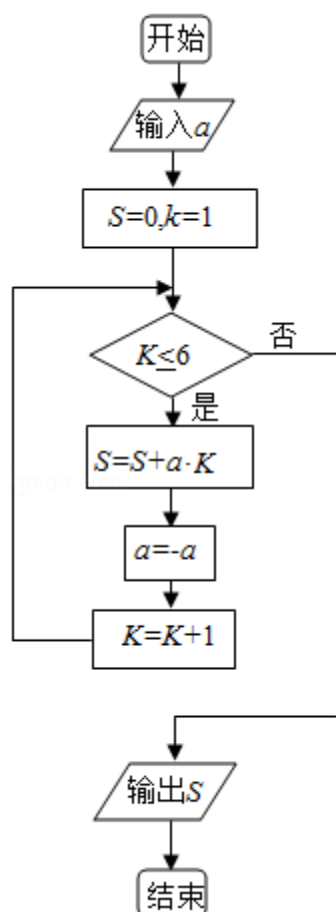 开始
输入a
S=0,k=1
K≤6
否
是
S=S+a·K
a=-a
K=K+1
输出S
结束